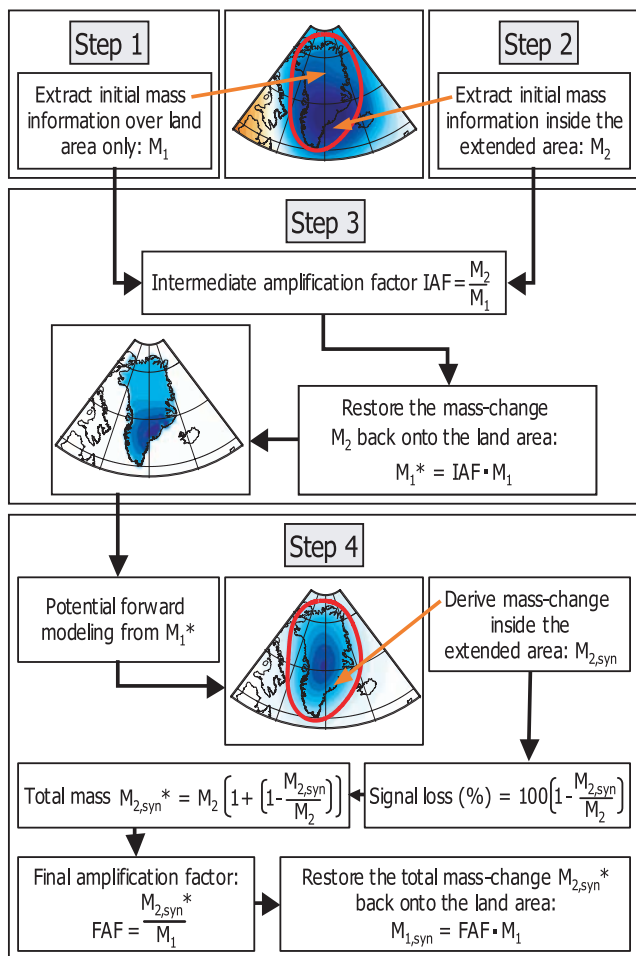 Step 1
Extract initial mass
information over land
area only: M₁
Step 2
Extract initial mass
information inside the
extended area: M₂
Step 3
Intermediate amplification factor IAF = M₂/M₁
Restore the mass-change
M₂ back onto the land area:
M₁* = IAF · M₁
Step 4
Potential forward
modeling from M₁*
Derive mass-change
inside the
extended area: M₂,syn
Total mass M₂,syn* = M₂ (1 + (1 - M₂,syn/M₂))
Signal loss (%) = 100(1 - M₂,syn/M₂)
Final amplification factor:
FAF = M₂,syn*/M₁
Restore the total mass-change M₂,syn*
back onto the land area:
M₁,syn = FAF · M₁